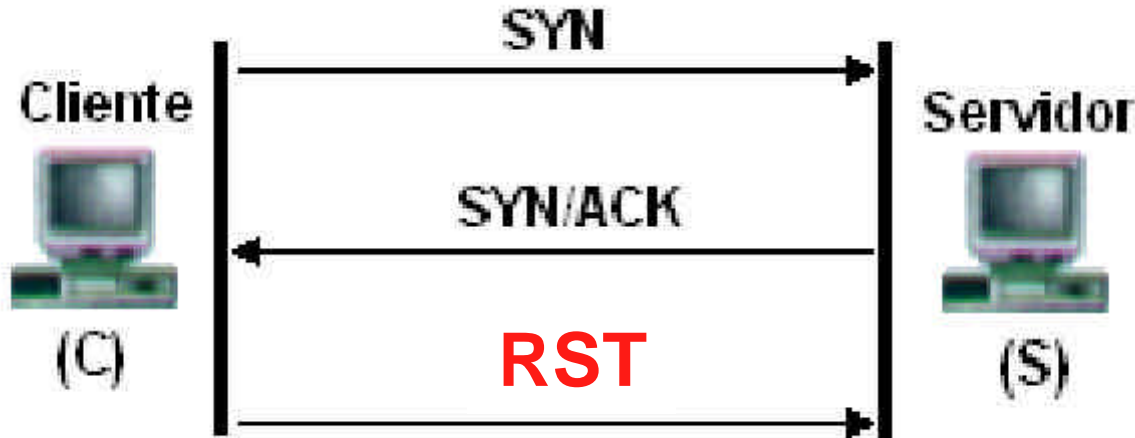 SYN
Cliente
Servidor
SYN/ACK
RST
(C)
(S)